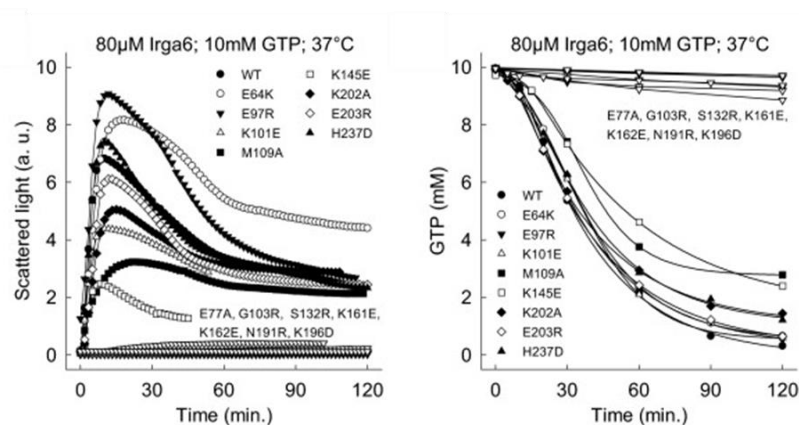 80µM Irga6; 10mM GTP; 37°C
Scattered light (a. u.)
10
8
6
4
2
0
WT
E64K
E97R
K101E
M109A
K145E
K202A
E203R
H237D
E77A, G103R, S132R, K161E,
K162E, N191R, K196D
0 30 60 90 120
Time (min.)
80µM Irga6; 10mM GTP; 37°C
GTP (mM)
10
8
6
4
2
0
E77A, G103R, S132R, K161E,
K162E, N191R, K196D
WT
E64K
E97R
K101E
M109A
K145E
K202A
E203R
H237D
0 30 60 90 120
Time (min.)